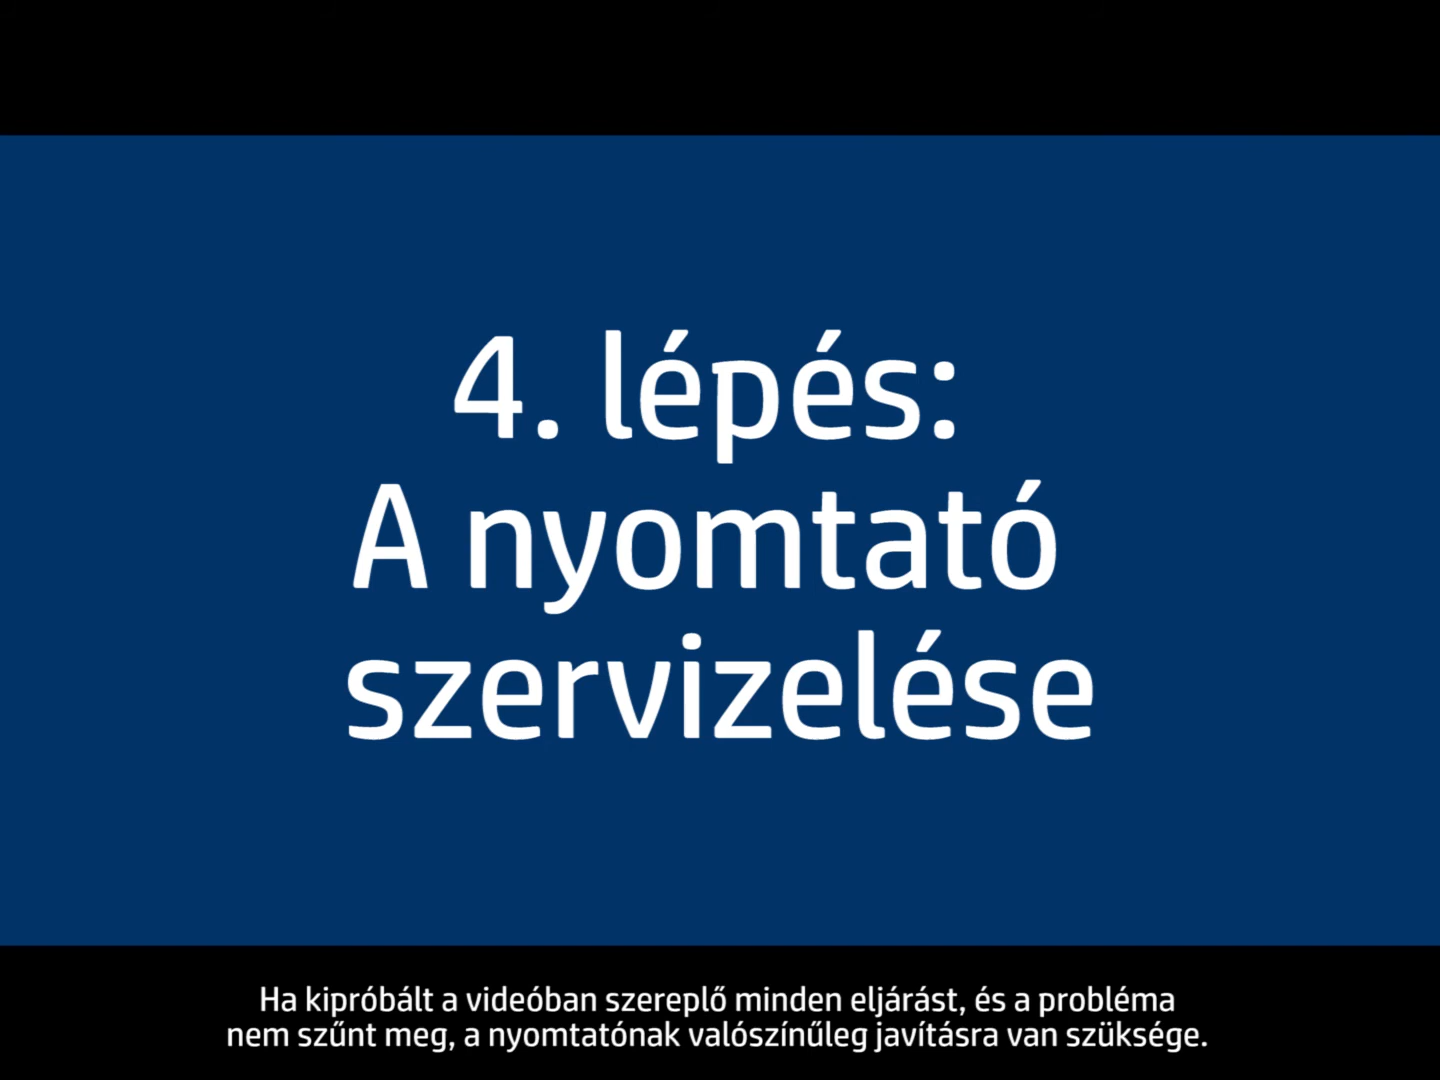 4. lépés:
A nyomtató
szervizelése
Ha kipróbált a videóban szereplő minden eljárást, és a probléma
nem szűnt meg, a nyomtatónak valószínűleg javításra van szüksége.